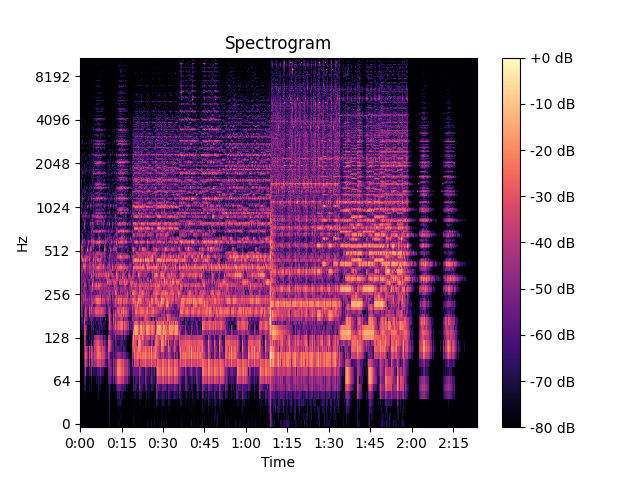 Spectrogram
Hz
8192
4096
2048
1024
512
256
128
64
0
0:00 0:15 0:30 0:45 1:00 1:15 1:30 1:45 2:00 2:15
Time
+0 dB
-10 dB
-20 dB
-30 dB
-40 dB
-50 dB
-60 dB
-70 dB
-80 dB